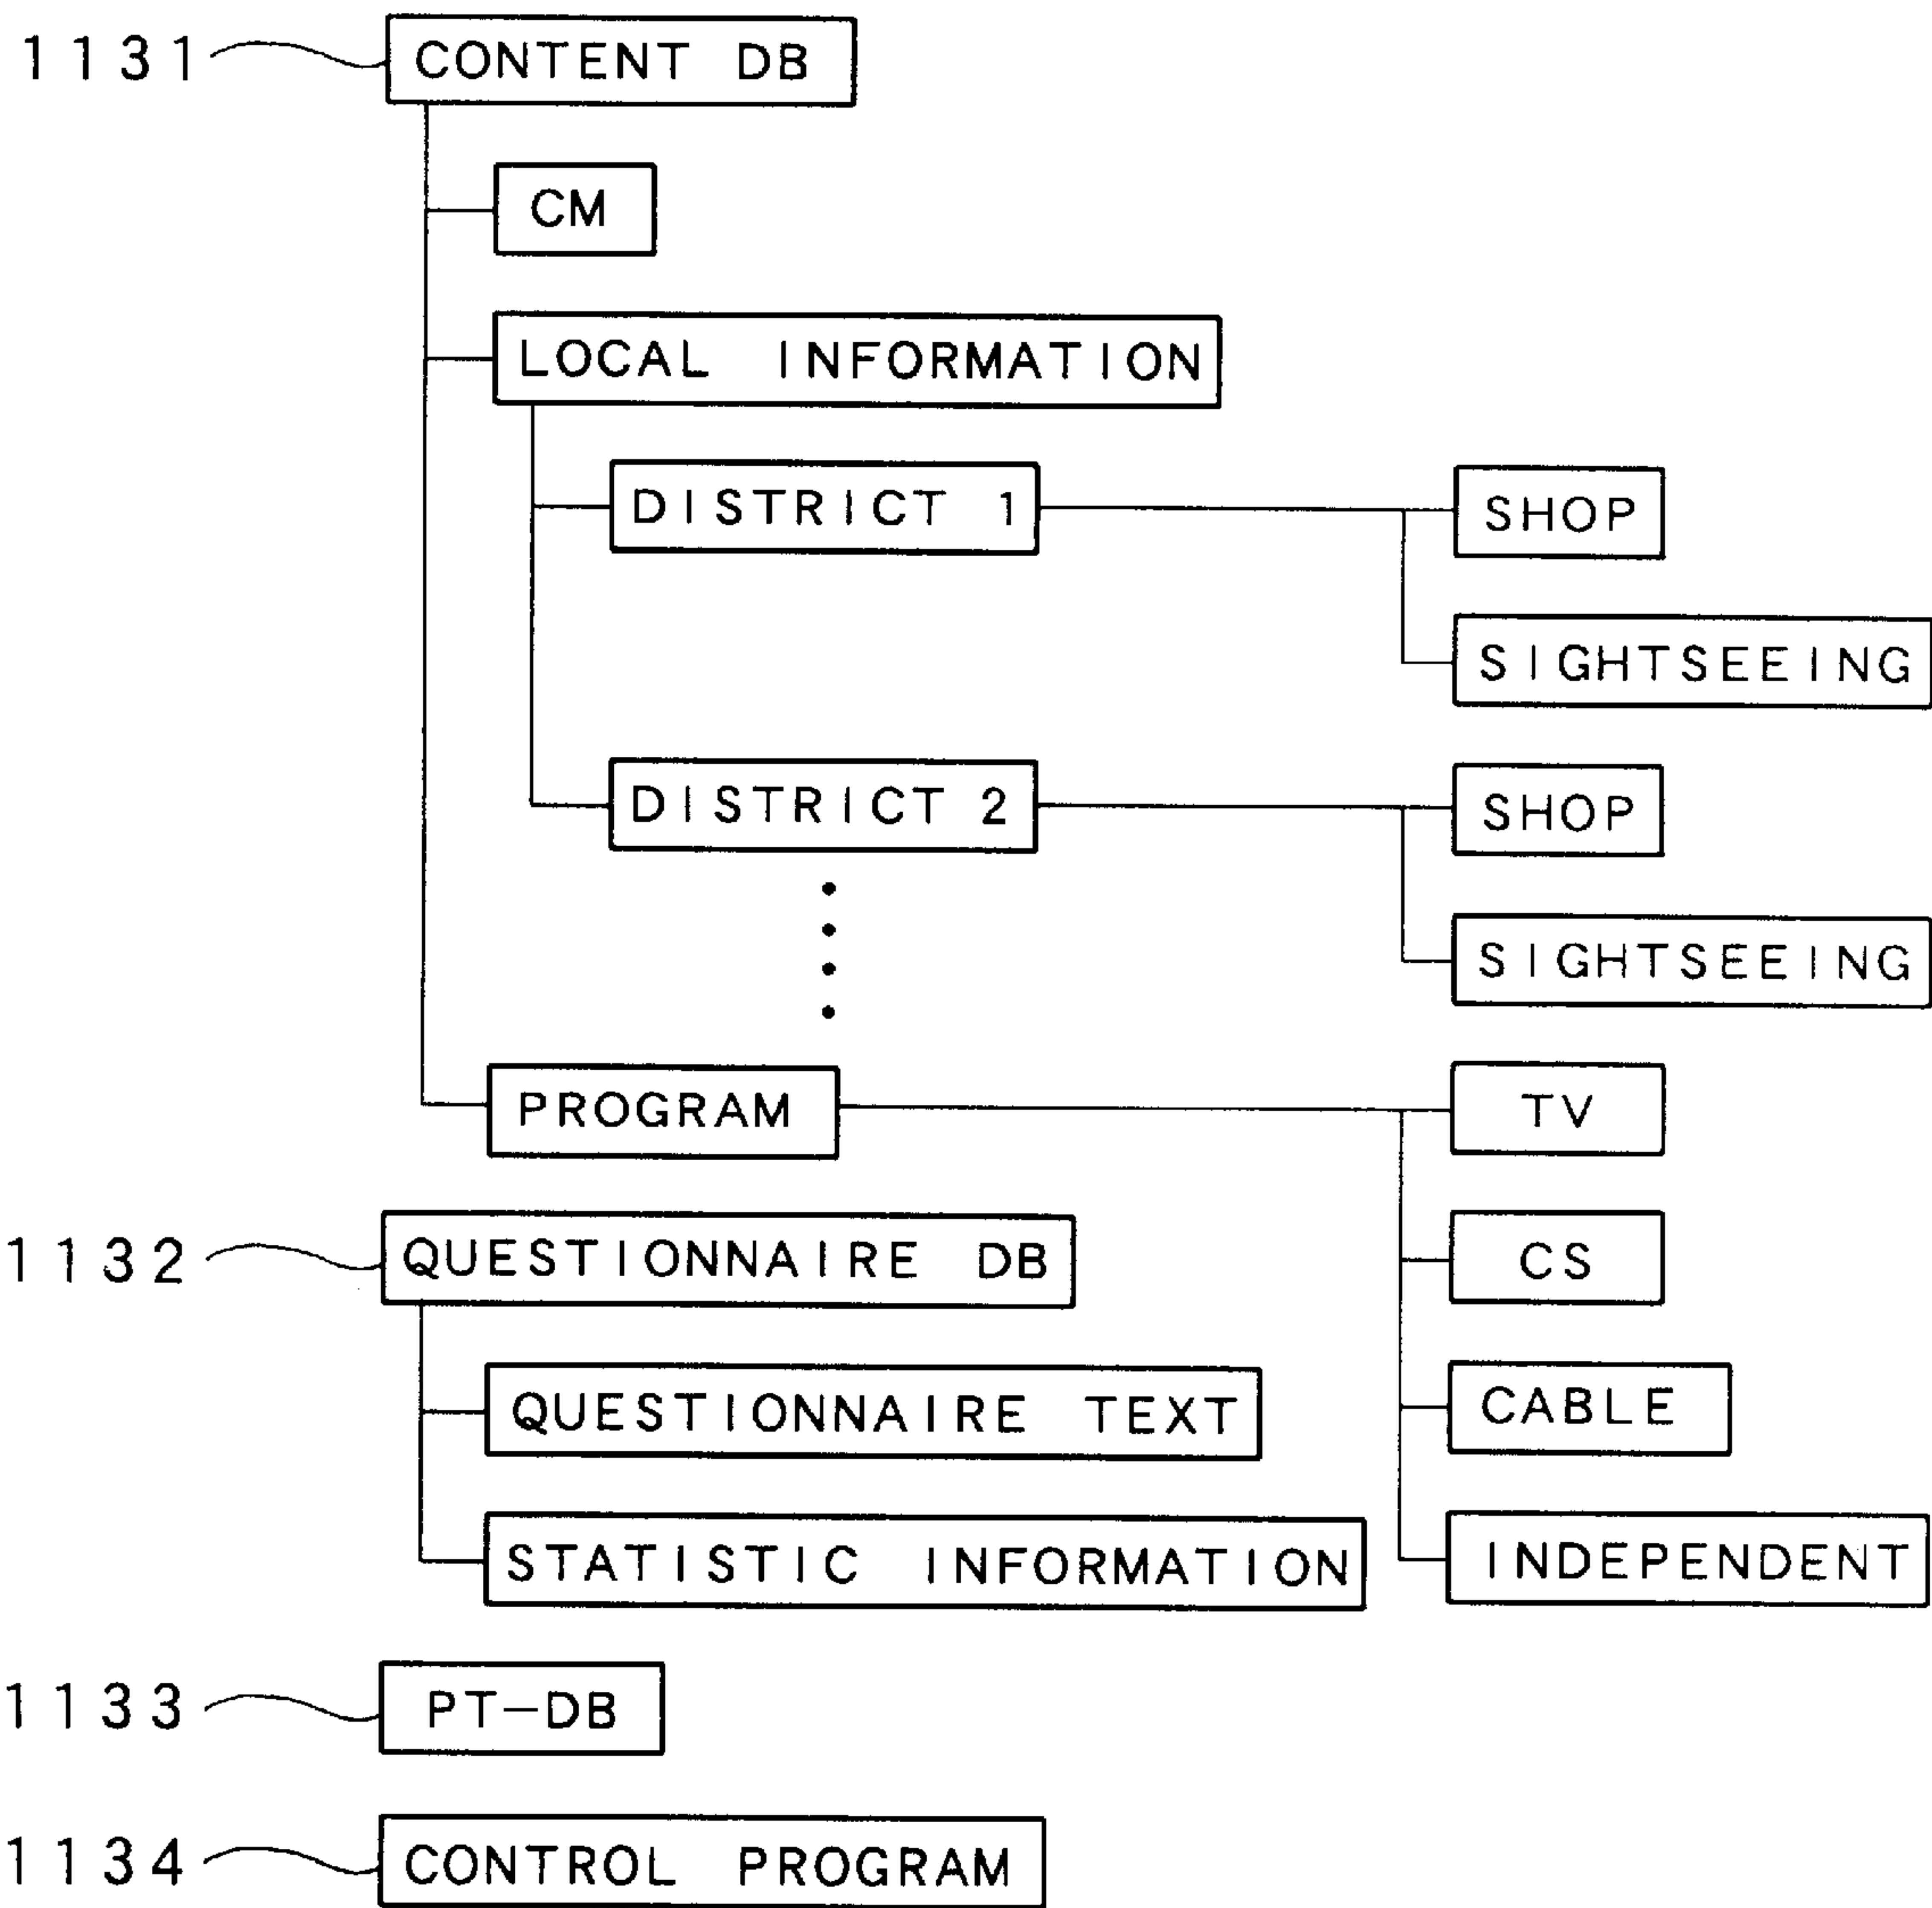 1131 CONTENT DB
CM
LOCAL INFORMATION
DISTRICT 1 SHOP
SIGHTSEEING
DISTRICT 2 SHOP
SIGHTSEEING
PROGRAM TV
1132 QUESTIONNAIRE DB CS
QUESTIONNAIRE TEXT CABLE
STATISTIC INFORMATION INDEPENDENT
1133 PT-DB
1134 CONTROL PROGRAM